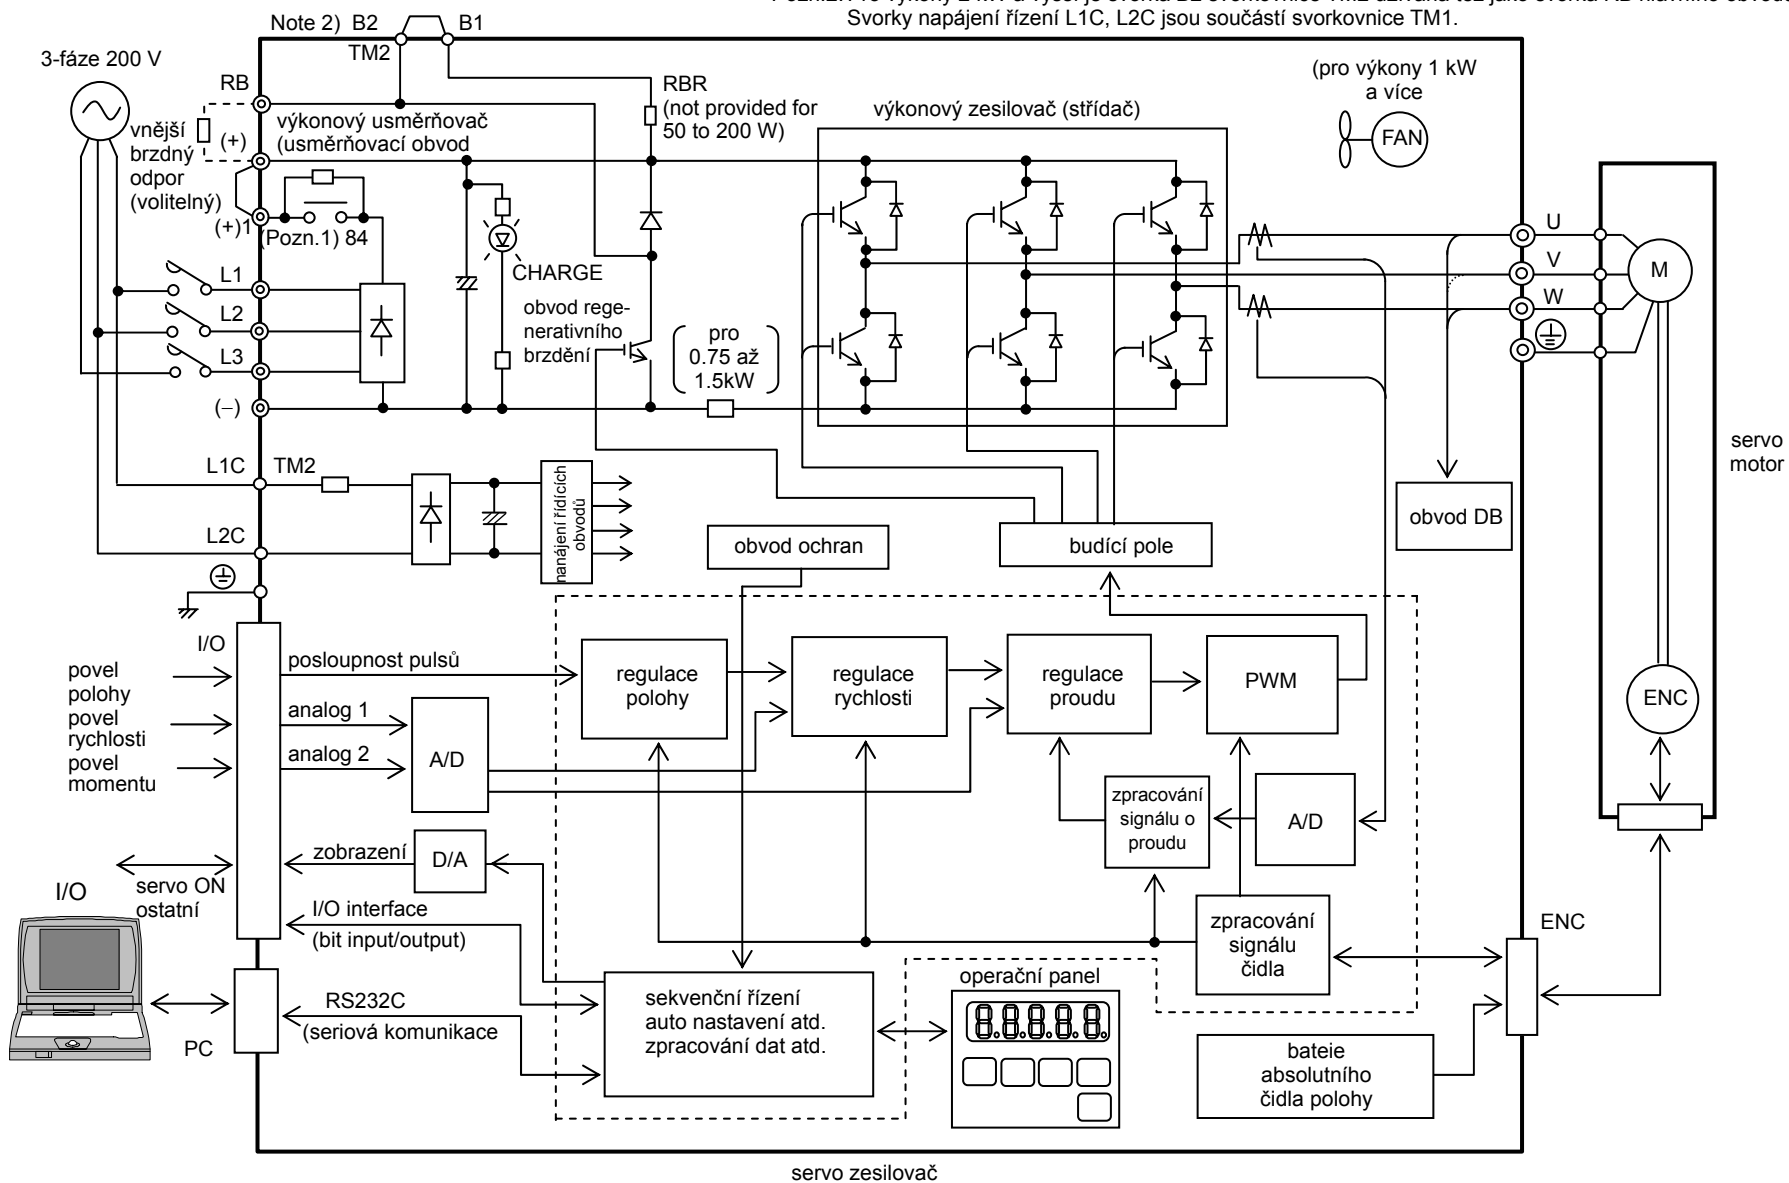 Svorky napájení řízení L1C, L2C jsou součástí svorkovnice TM1.
Note 2) B2
B1
TM2
3-fáze 200 V
RB
RBR
(not provided for
50 to 200 W)
(pro výkony 1 kW
a více
FAN
výkonový zesilovač (střídač)
vnější
brzdný
odpor
(volitelný)
(+)
výkonový usměrňovač
(usměrňovací obvod
(+)1
(Pozn.1) 84
CHARGE
L1
L2
L3
(–)
obvod rege-
nerativního
brzdění
pro
0.75 až
1.5kW
U
V
W
M
servo
motor
L1C
TM2
L2C
nanájení řídících
obvodů
obvod ochran
budící pole
obvod DB
I/O
povel
polohy
povel
rychlosti
povel
momentu
posloupnost pulsů
analog 1
analog 2
A/D
regulace
polohy
regulace
rychlosti
regulace
proudu
PWM
ENC
zpracování
signálu o
proudu
A/D
zobrazení
D/A
servo ON
ostatní
I/O
I/O interface
(bit input/output)
zpracování
signálu
čidla
ENC
RS232C
(seriová komunikace
PC
sekvenční řízení
auto nastavení atd.
zpracování dat atd.
operační panel
8.8.8.8.8.
bateie
absolutního
čidla polohy
servo zesilovač